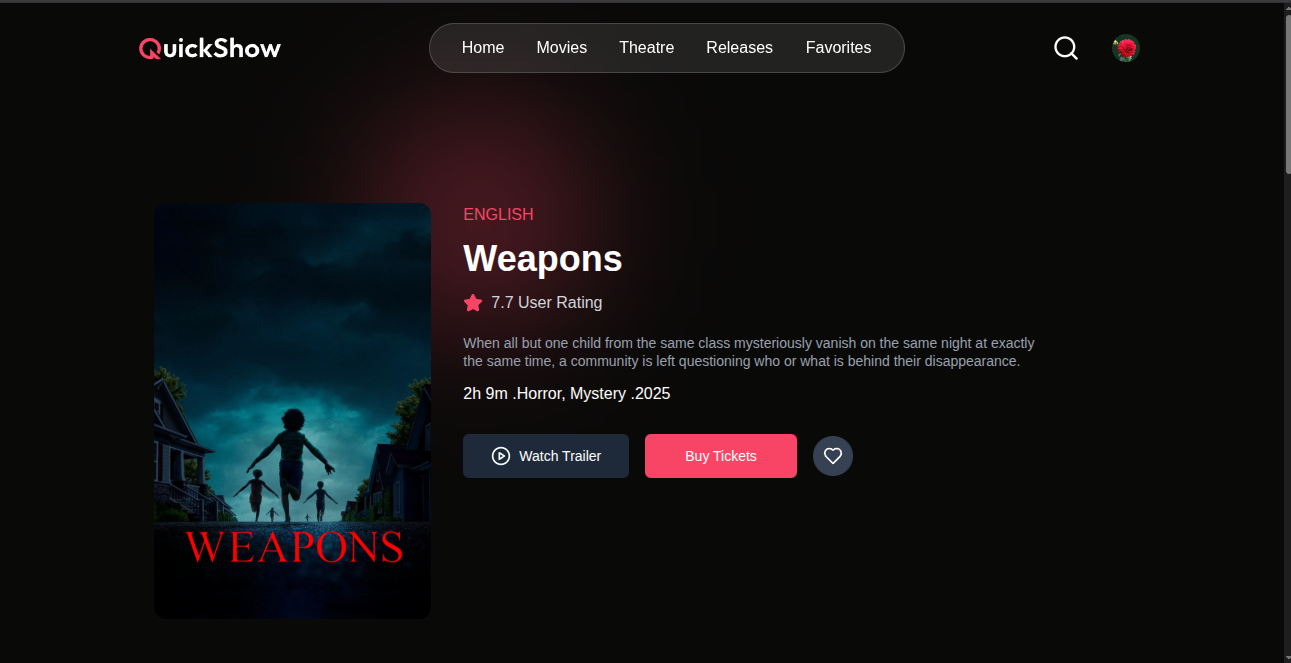 QuickShow
Home Movies Theatre Releases Favorites
ENGLISH
Weapons
7.7 User Rating
When all but one child from the same class mysteriously vanish on the same night at exactly
the same time, a community is left questioning who or what is behind their disappearance.
2h 9m .Horror, Mystery .2025
Watch Trailer Buy Tickets
WEAPONS